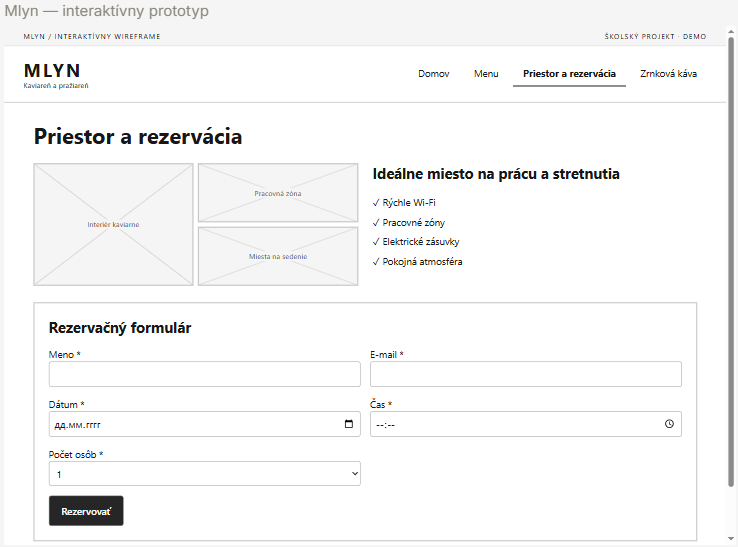 Mlyn — interaktívny prototyp
MLYN / INTERAKTÍVNY WIREFRAME
ŠKOLSKÝ PROJEKT · DEMO
MLYN
Kaviareň a pražiareň
Domov
Menu
Priestor a rezervácia
Zrnková káva
Priestor a rezervácia
Interiér kaviarne
Pracovná zóna
Miesta na sedenie
Ideálne miesto na prácu a stretnutia
✓ Rýchle Wi-Fi
✓ Pracovné zóny
✓ Elektrické zásuvky
✓ Pokojná atmosféra
Rezervačný formulár
Meno *
E-mail *
Dátum *
дд.мм.гггг
Čas *
--:--
Počet osôb *
1
Rezervovať